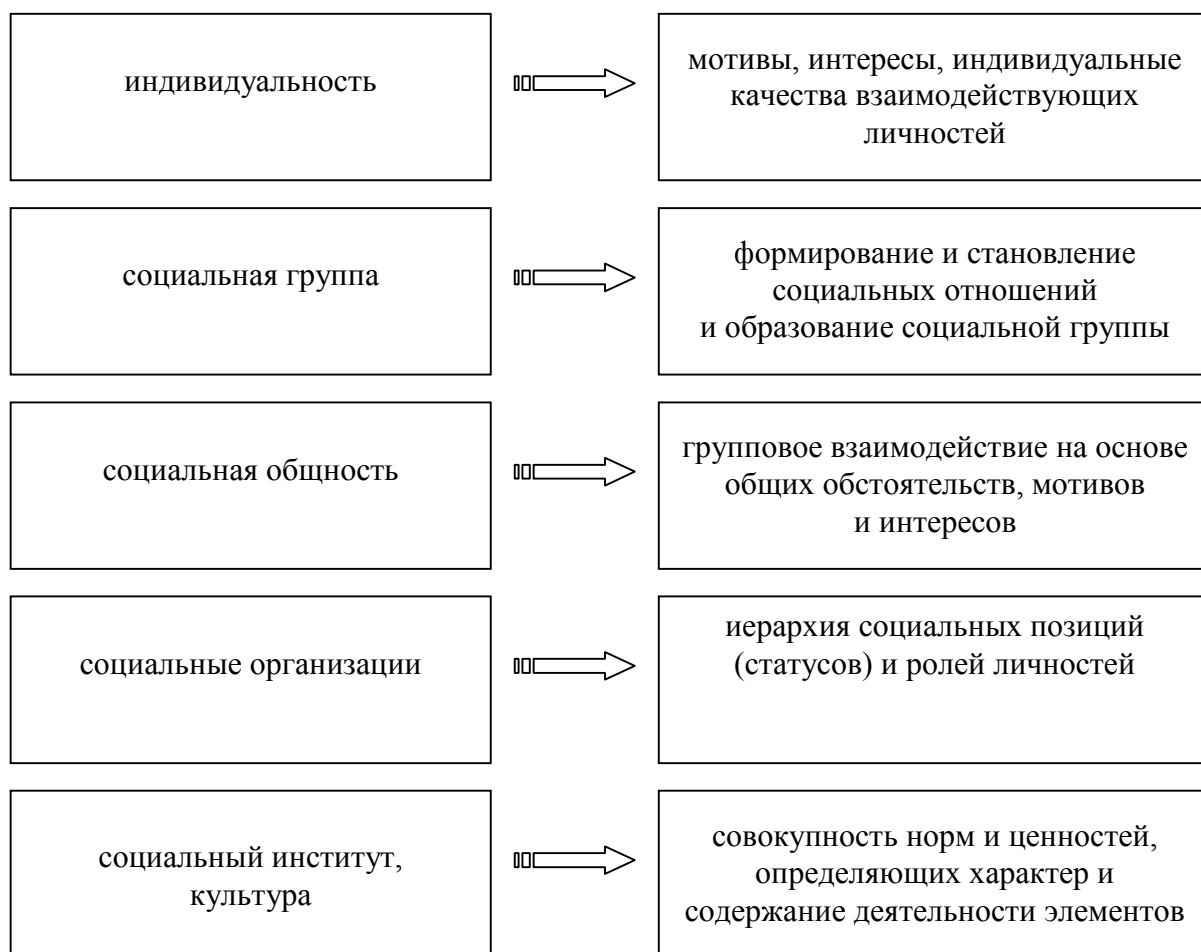 индивидуальность
мотивы, интересы, индивидуальные
качества взаимодействующих
личностей
социальная группа
формирование и становление
социальных отношений
и образование социальной группы
социальная общность
групповое взаимодействие на основе
общих обстоятельств, мотивов
и интересов
социальные организации
иерархия социальных позиций
(статусов) и ролей личностей
социальный институт,
культура
совокупность норм и ценностей,
определяющих характер и
содержание деятельности элементов